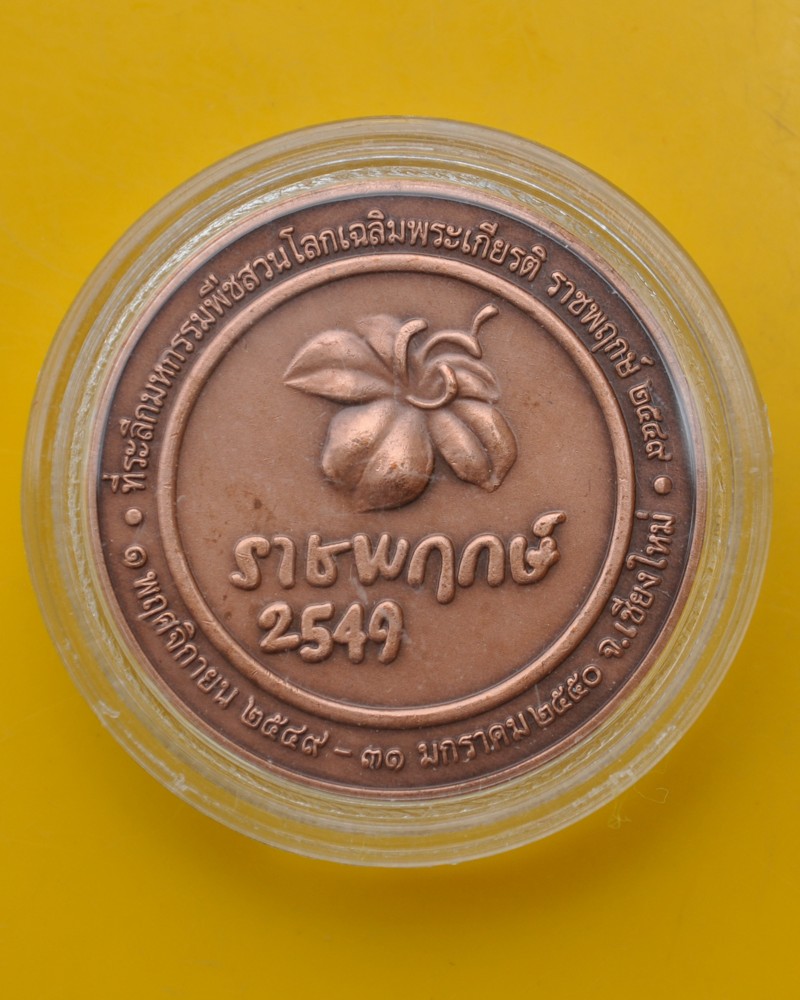 ที่ระลึกมหกรรมพืชสวนโลกเฉลิมพระเกียรติ ราชพฤกษ์ ๒๕๔๙
ราชพฤกษ์
2549
๑ พฤศจิกายน ๒๕๔๙ - ๓๑ มกราคม ๒๕๕๐ จ.เชียงใหม่